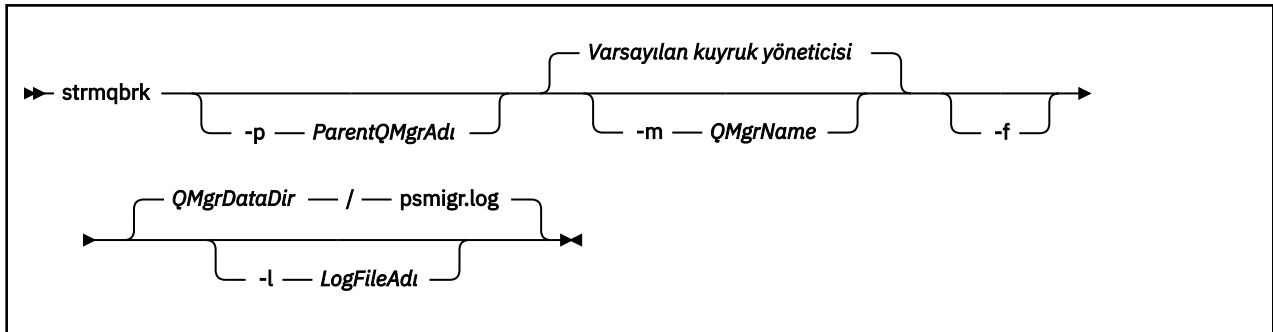 Varsayılan kuyruk yöneticisi
strmqbrk
-p ParentQMgrAdı
-m QMgrName
-f
QMgrDataDir / psmigr.log
-l LogFileAdı